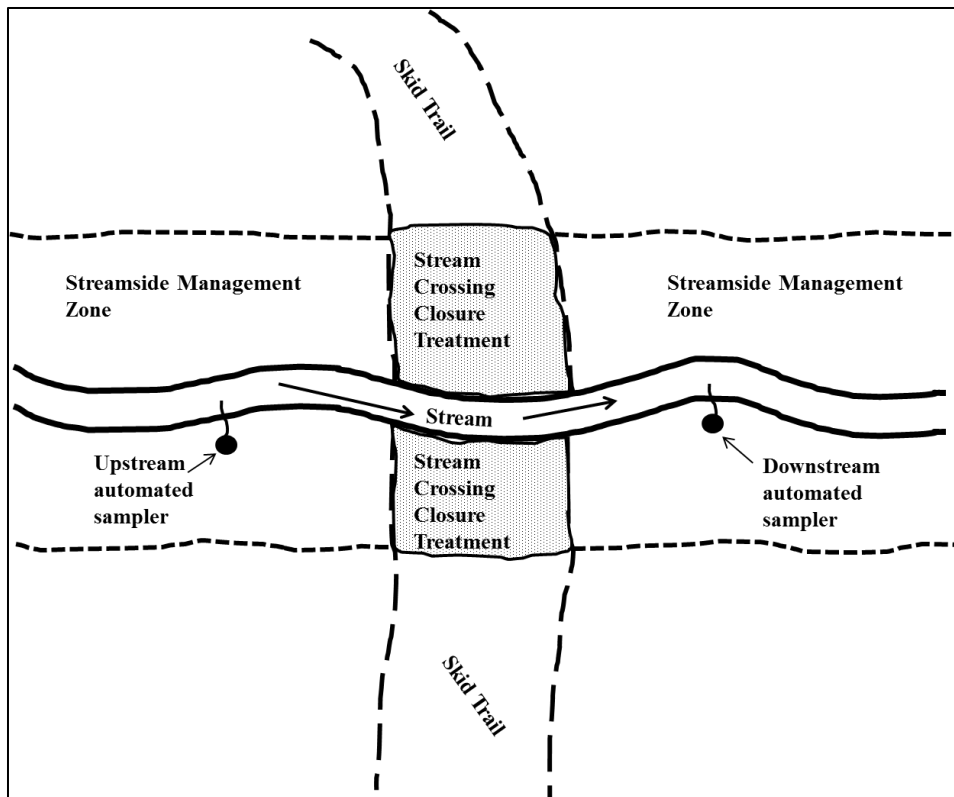 Skid Trail
Stream
Crossing
Closure
Treatment
Streamside Management
Zone
Streamside Management
Zone
Stream
Upstream
automated
sampler
Stream
Crossing
Closure
Treatment
Downstream
automated
sampler
Skid Trail